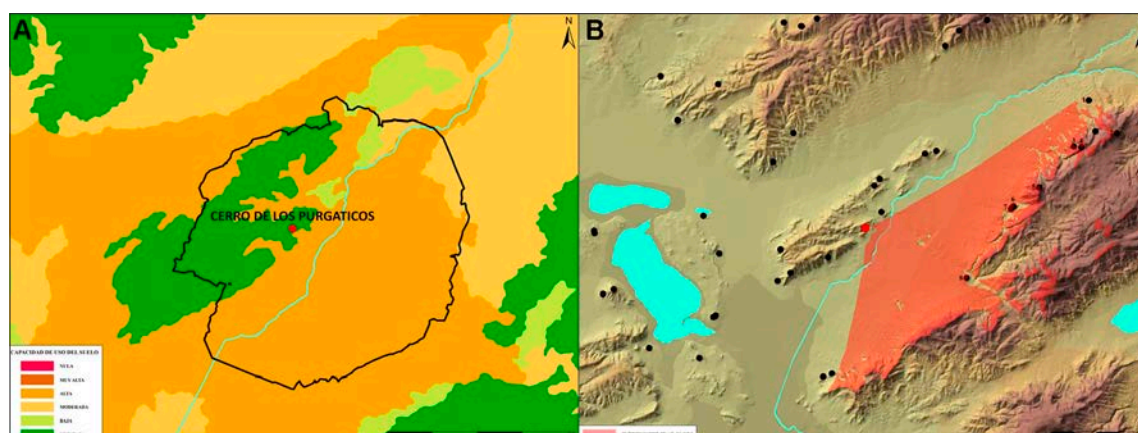 A
N
CERRO DE LOS PURGATICOS
CAPACIDAD DE USO DEL SUELO
NULA
MUY ALTA
ALTA
MODERADA
BAJA
B